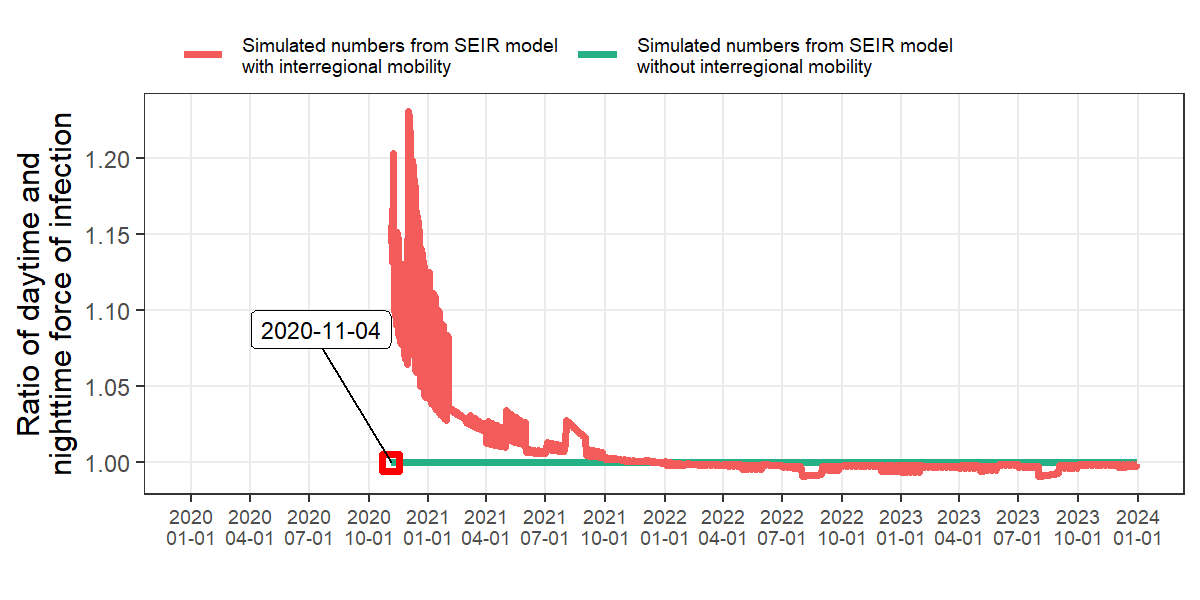 Simulated numbers from SEIR model
with interregional mobility
Simulated numbers from SEIR model
without interregional mobility
Ratio of daytime and
nighttime force of infection
1.20
1.15
1.10
1.05
1.00
2020-11-04
2020 2020 2020 2020 2021 2021 2021 2021 2022 2022 2022 2022 2023 2023 2023 2023 2024
01-01 04-01 07-01 10-01 01-01 04-01 07-01 10-01 01-01 04-01 07-01 10-01 01-01 04-01 07-01 10-01 01-01